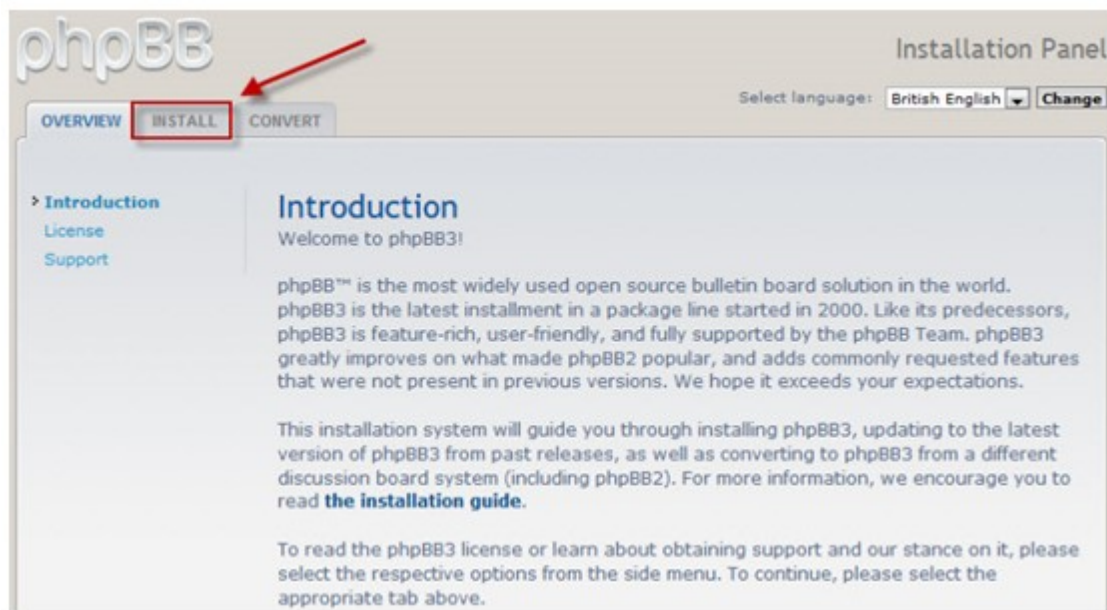 phpBB
Installation Panel
Select language: British English Change
OVERVIEW INSTALL CONVERT
Introduction
License
Support
Introduction
Welcome to phpBB3!
phpBB™ is the most widely used open source bulletin board solution in the world.
phpBB3 is the latest installment in a package line started in 2000. Like its predecessors,
phpBB3 is feature-rich, user-friendly, and fully supported by the phpBB Team. phpBB3
greatly improves on what made phpBB2 popular, and adds commonly requested features
that were not present in previous versions. We hope it exceeds your expectations.
This installation system will guide you through installing phpBB3, updating to the latest
version of phpBB3 from past releases, as well as converting to phpBB3 from a different
discussion board system (including phpBB2). For more information, we encourage you to
read the installation guide.
To read the phpBB3 license or learn about obtaining support and our stance on it, please
select the respective options from the side menu. To continue, please select the
appropriate tab above.